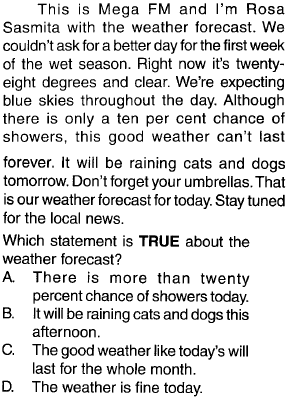 This is Mega FM and I'm Rosa
Sasmita with the weather forecast. We
couldn't ask for a better day for the first week
of the wet season. Right now it's twenty-
eight degrees and clear. We're expecting
blue skies throughout the day. Although
there is only a ten per cent chance of
showers, this good weather can't last
forever. It will be raining cats and dogs
tomorrow. Don't forget your umbrellas. That
is our weather forecast for today. Stay tuned
for the local news.
Which statement is TRUE about the
weather forecast?
A. There is more than twenty
percent chance of showers today.
B. It will be raining cats and dogs this
afternoon.
C. The good weather like today's will
last for the whole month.
D. The weather is fine today.